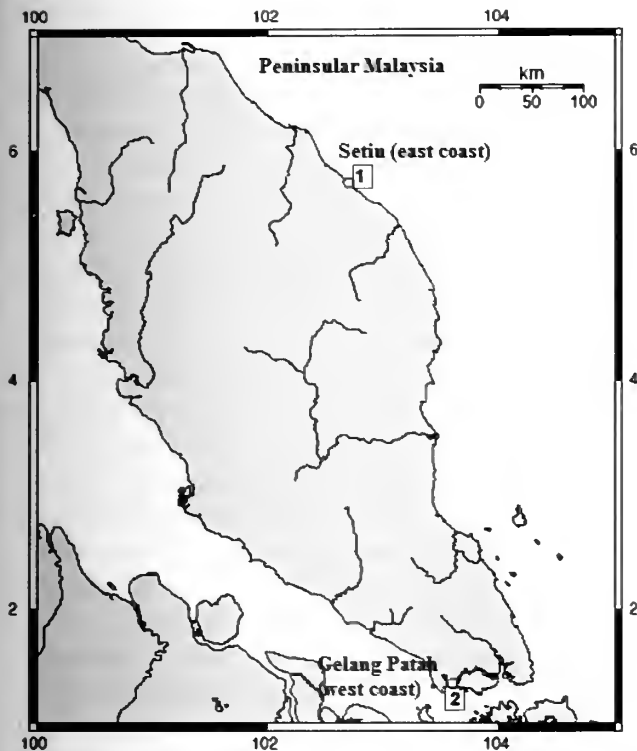 100 102 104
Peninsular Malaysia
km
0 50 100
6 6
Setiu (east coast)
1
4 4
2 2
Gelang Patah
(west coast)
2
100 102 104